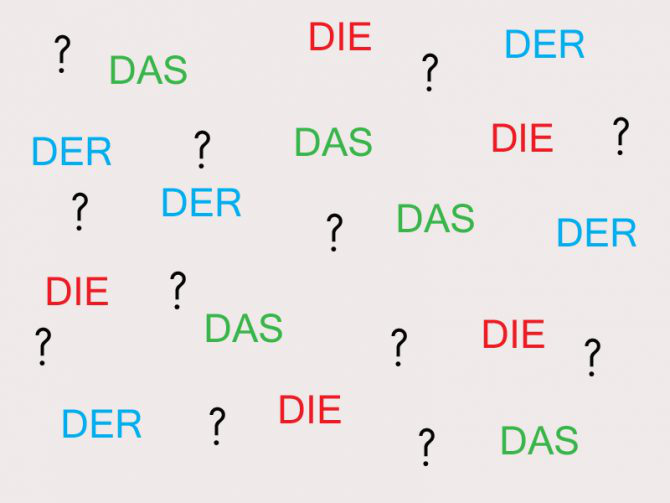 ? DAS DIE ? DER
DER ? DAS DIE ?
? DER ? DAS DER
DIE ?
? DAS ? DIE ?
DER ? DIE ? DAS